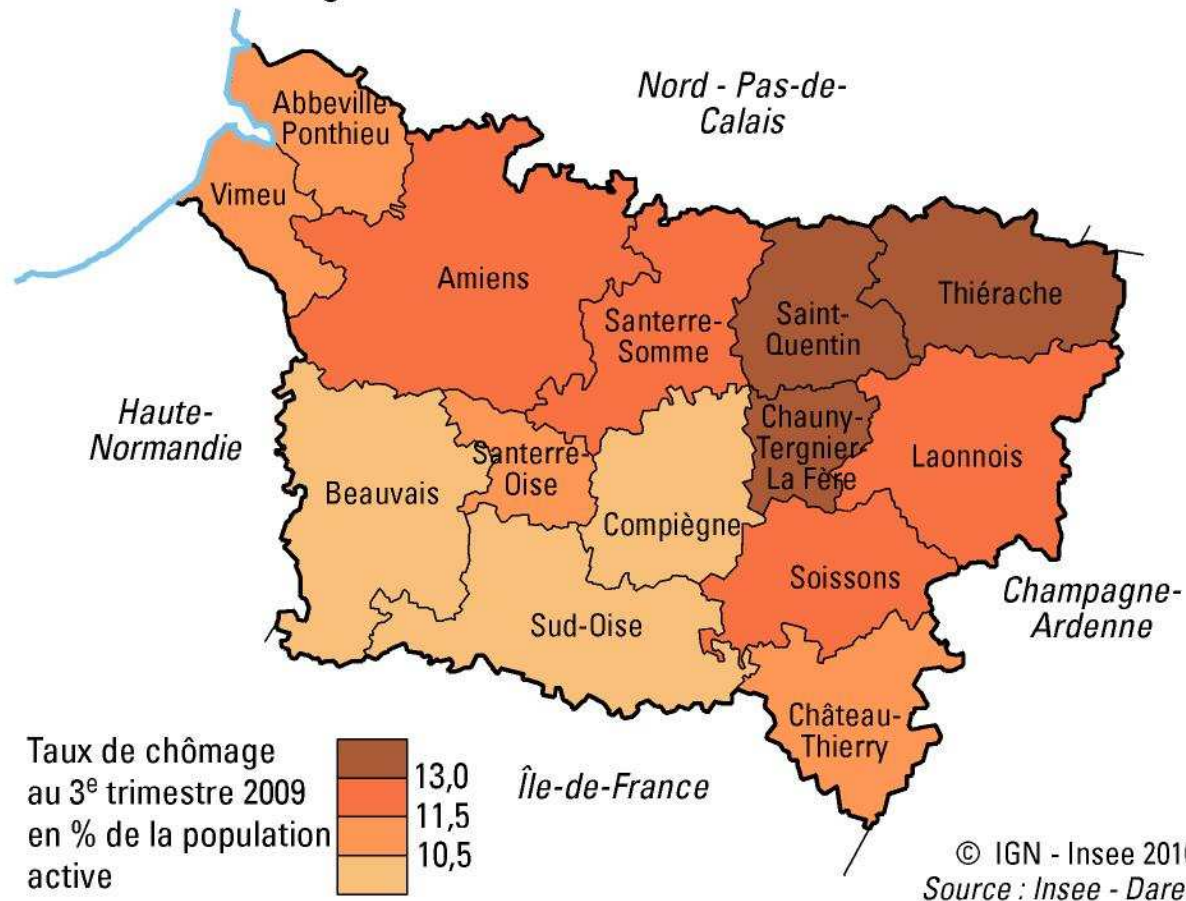 Nord - Pas-de-
Calais
Abbeville
Ponthieu
Vimeu
Amiens
Santerre-
Somme
Saint-
Quentin
Thiérache
Haute-
Normandie
Beauvais
Santerre-
Oise
Compiègne
Chauny-
Tergnier-
La Fère
Laonnois
Soissons
Sud-Oise
Champagne-
Ardenne
Château-
Thierry
Île-de-France
Taux de chômage
au 3e trimestre 2009
en % de la population
active
13,0
11,5
10,5
© IGN - Insee 201
Source : Insee - Dare